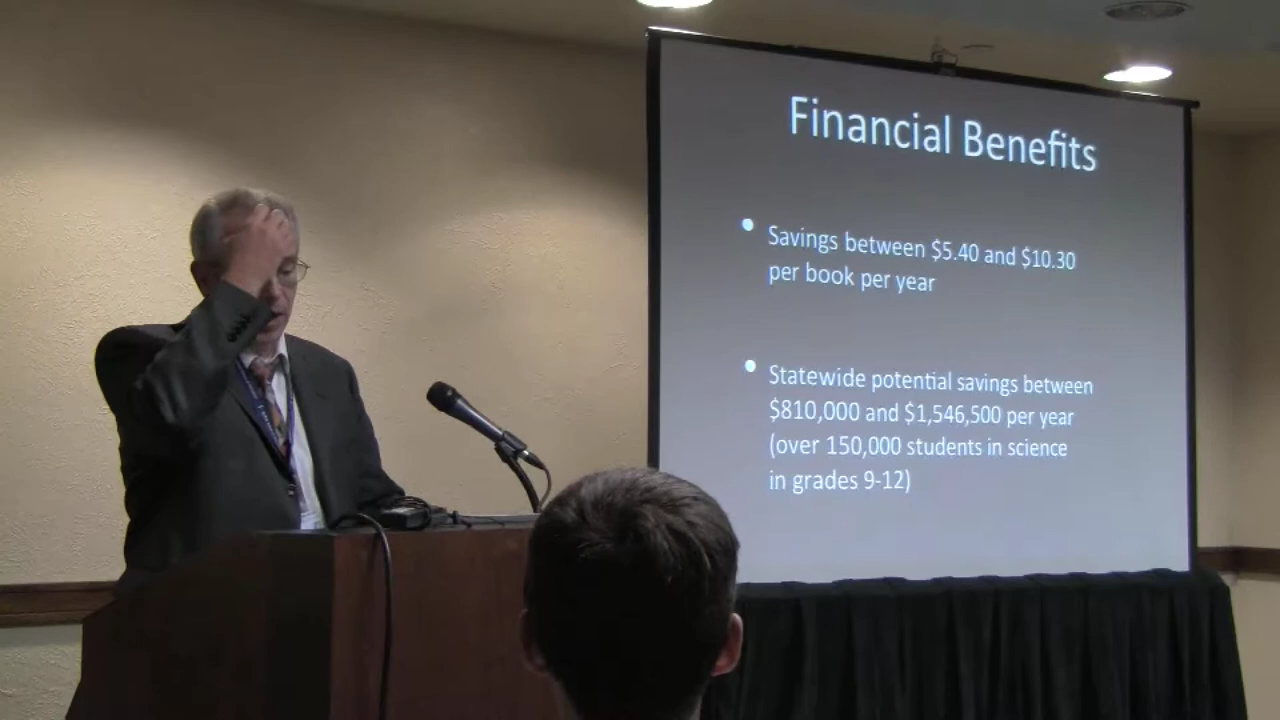 Financial Benefits
• Savings between $5.40 and $10.30
per book per year
• Statewide potential savings between
$810,000 and $1,546,500 per year
(over 150,000 students in science
in grades 9-12)